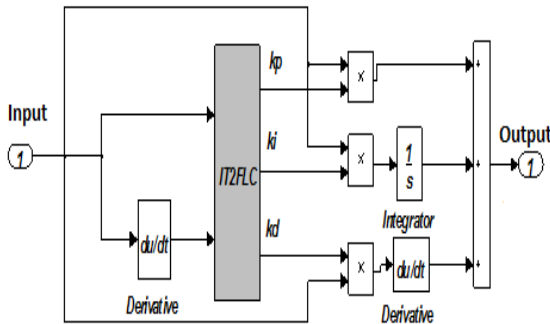 Input
1
du/dt
Derivative
IT2FLC
kp
ki
kd
×
×
×
1
s
Integrator
du/dt
Derivative
+
+
+
Output
1